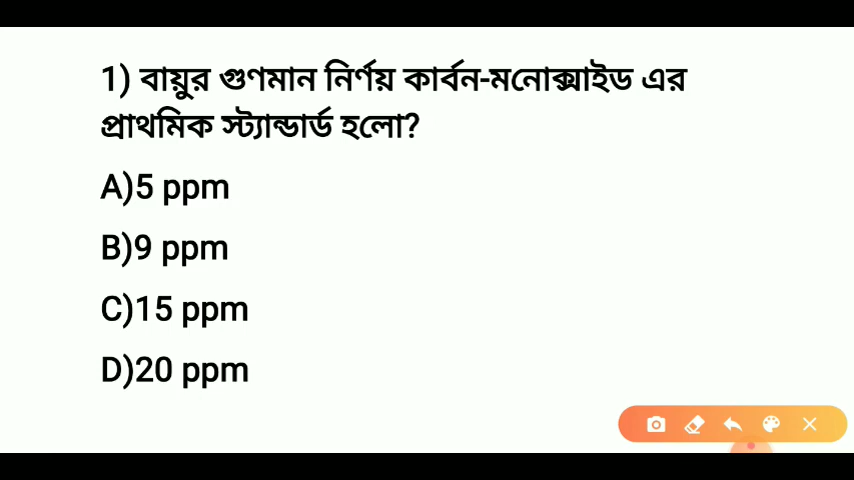 1) বায়ুর গুণমান নির্ণয় কার্বন-মনোক্সাইড এর
প্রাথমিক স্ট্যান্ডার্ড হলো?
A)5 ppm
B)9 ppm
C)15 ppm
D)20 ppm